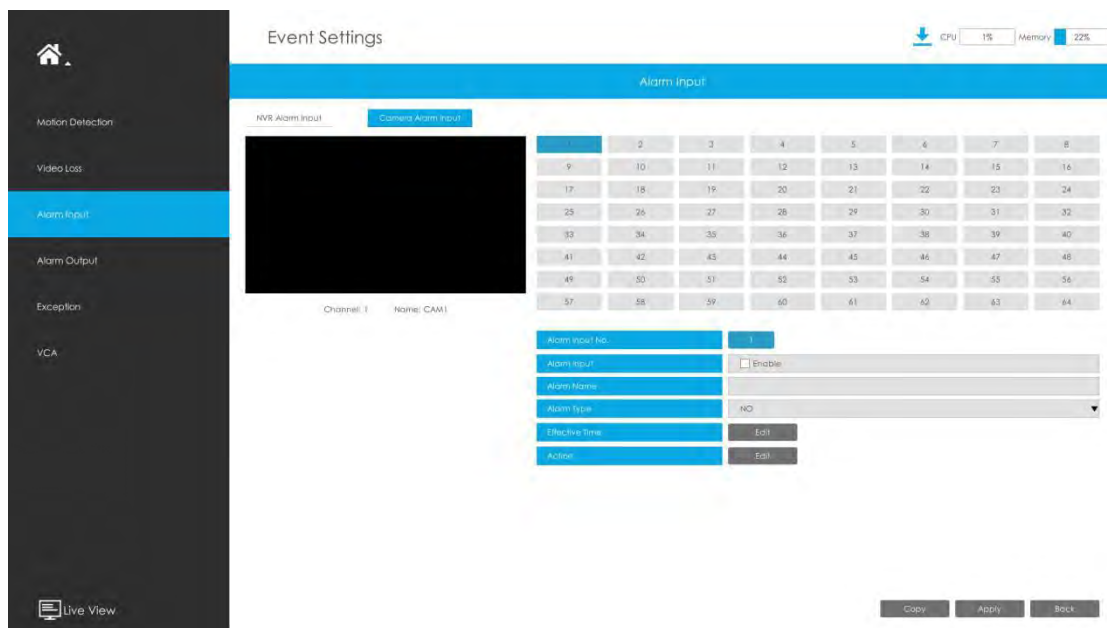 Event Settings
CPU 1% Memory 22%
Alarm Input
Motion Detection
Video Loss
Alarm Input
Alarm Output
Exception
VCA
Live View
NVR Alarm Input Camera Alarm Input
Channel: 1 Name: CAM1
1 2 3 4 5 6 7 8
9 10 11 12 13 14 15 16
17 18 19 20 21 22 23 24
25 26 27 28 29 30 31 32
33 34 35 36 37 38 39 40
41 42 43 44 45 46 47 48
49 50 51 52 53 54 55 56
57 58 59 60 61 62 63 64
Alarm Input No. 1
Alarm Input Enable
Alarm Name
Alarm Type NO
Effective Time Edit
Action Edit
Copy Apply Back